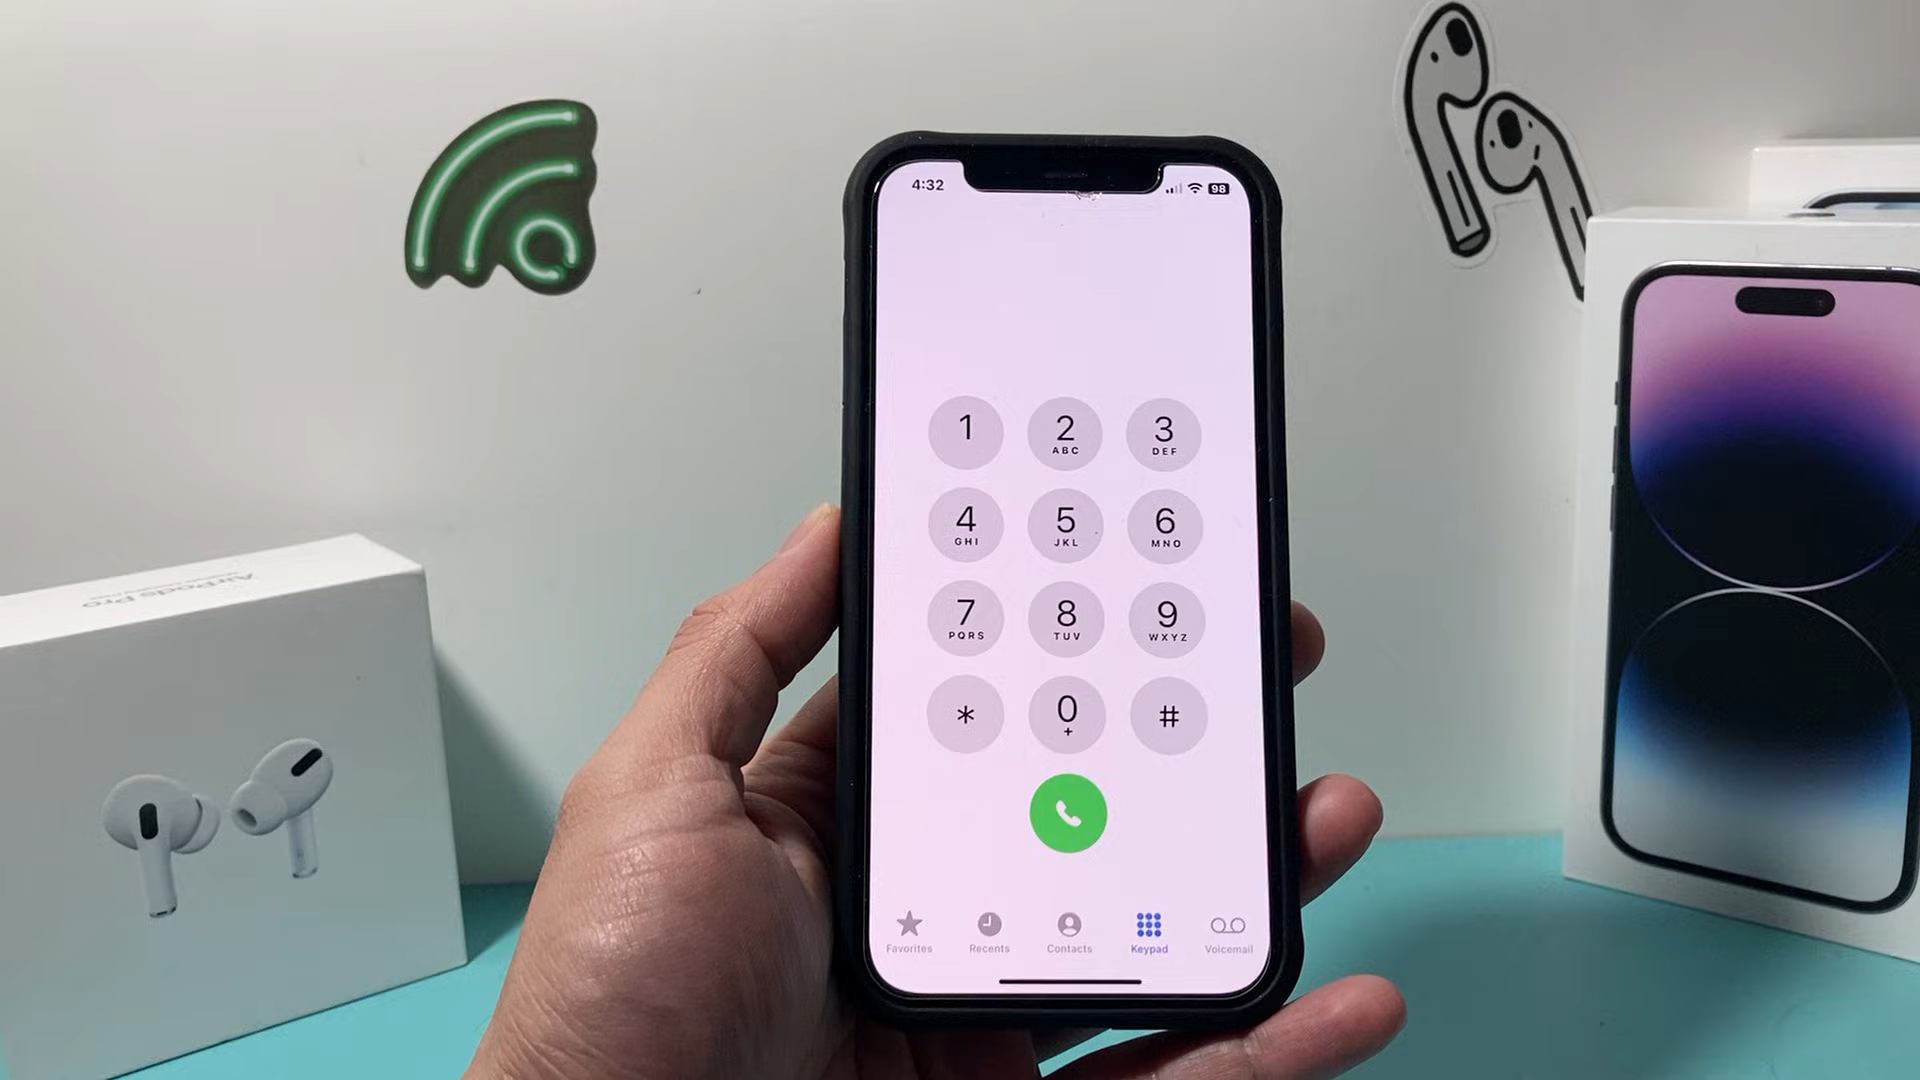 4:32
98
1
2
ABC
3
DEF
4
GHI
5
JKL
6
MNO
7
PQRS
8
TUV
9
WXYZ
*
0
+
#
Favorites
Recents
Contacts
Keypad
Voicemail
AirPods Pro